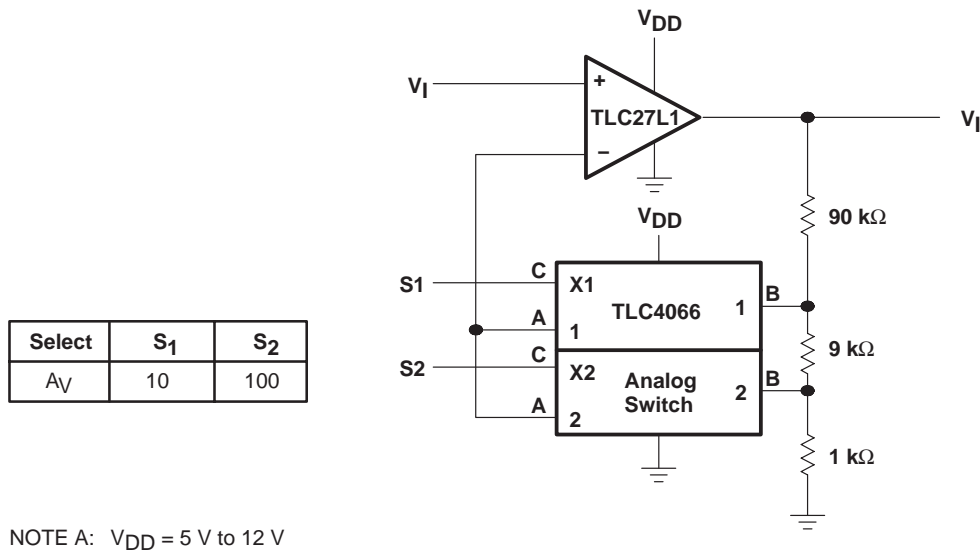 VDD
VI
+
TLC27L1
VI
−
90 kΩ
VDD
S1
C
X1
TLC4066
1
B
A
1
9 kΩ
S2
C
X2
Analog
Switch
2
B
A
2
1 kΩ
Select S1 S2
AV 10 100
NOTE A: VDD = 5 V to 12 V